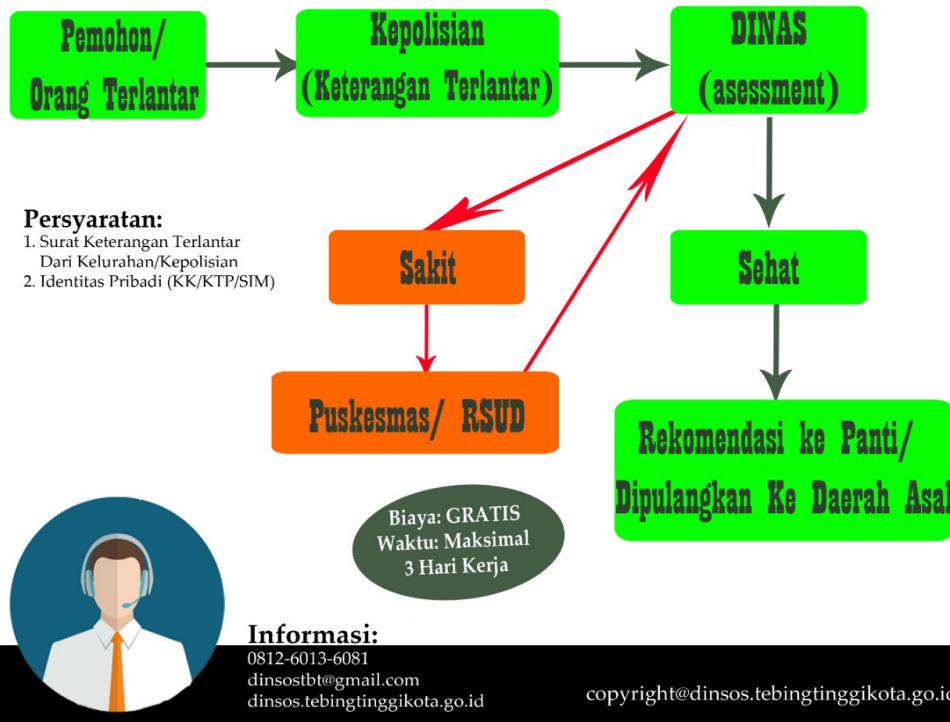 Pemohon/
Orang Terlantar
Kepolisian
(Keterangan Terlantar)
DINAS
(asessment)
Persyaratan:
1. Surat Keterangan Terlantar
Dari Kelurahan/Kepolisian
2. Identitas Pribadi (KK/KTP/SIM)
Sakit
Sehat
Puskesmas/ RSUD
Rekomendasi ke Panti/
Dipulangkan Ke Daerah Asal
Biaya: GRATIS
Waktu: Maksimal
3 Hari Kerja
Informasi:
0812-6013-6081
dinsostbt@gmail.com
dinsos.tebingtinggikota.go.id
copyright@dinsos.tebingtinggikota.go.id